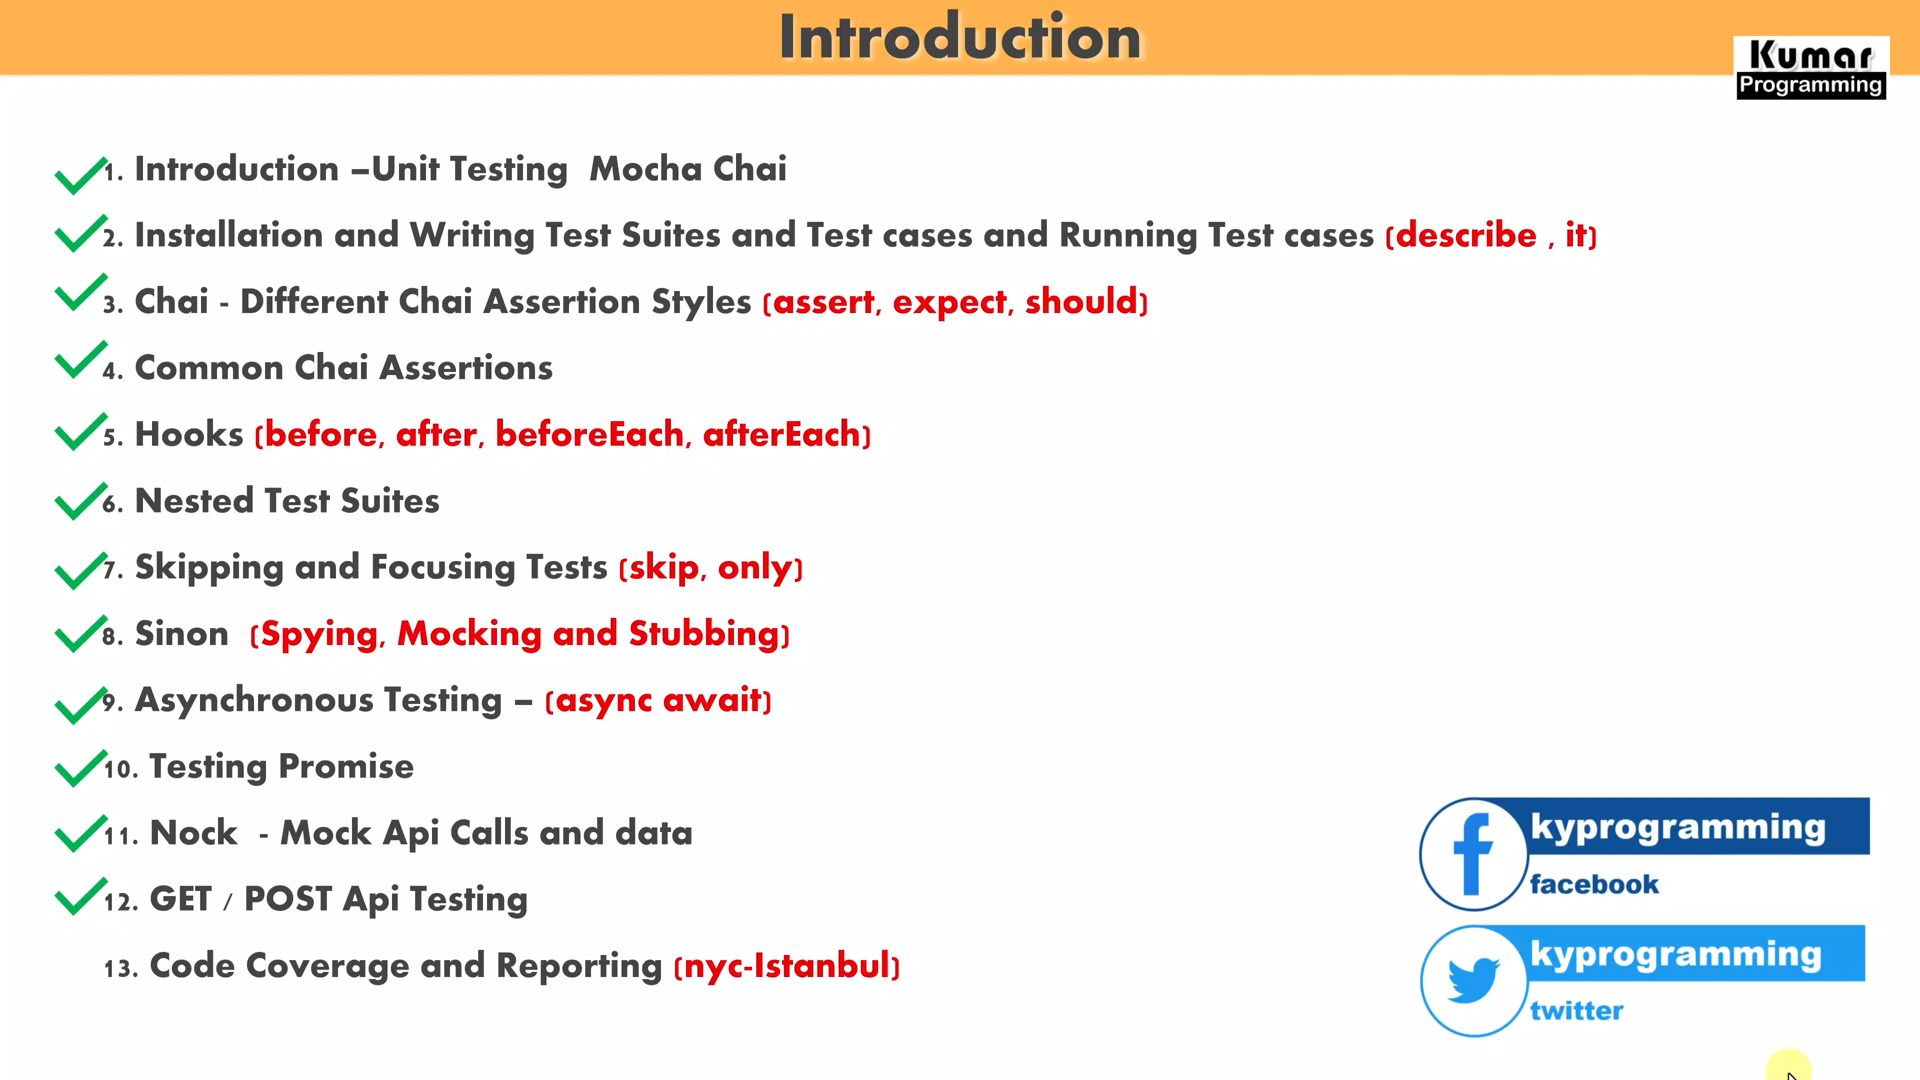 Introduction
Kumar
Programming
1. Introduction –Unit Testing  Mocha Chai
2. Installation and Writing Test Suites and Test cases and Running Test cases (describe , it)
3. Chai - Different Chai Assertion Styles (assert, expect, should)
4. Common Chai Assertions
5. Hooks (before, after, beforeEach, afterEach)
6. Nested Test Suites
7. Skipping and Focusing Tests (skip, only)
8. Sinon  (Spying, Mocking and Stubbing)
9. Asynchronous Testing – (async await)
10. Testing Promise
11. Nock  - Mock Api Calls and data
12. GET / POST Api Testing
13. Code Coverage and Reporting (nyc-Istanbul)
kyprogramming
facebook
kyprogramming
twitter